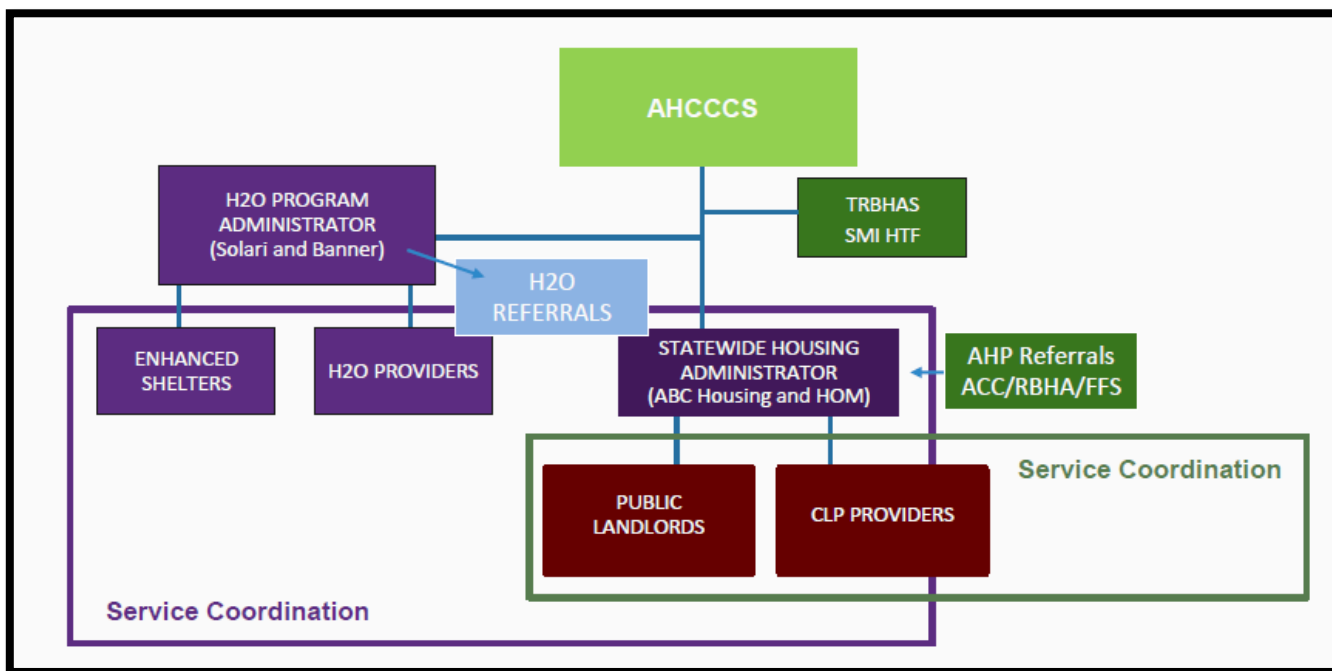 AHCCCS
H2O PROGRAM
ADMINISTRATOR
(Solari and Banner)
TRBHAS
SMI HTF
H2O
REFERRALS
ENHANCED
SHELTERS
H2O PROVIDERS
STATEWIDE HOUSING
ADMINISTRATOR
(ABC Housing and HOM)
AHP Referrals
ACC/RBHA/FFS
Service Coordination
PUBLIC
LANDLORDS
CLP PROVIDERS
Service Coordination